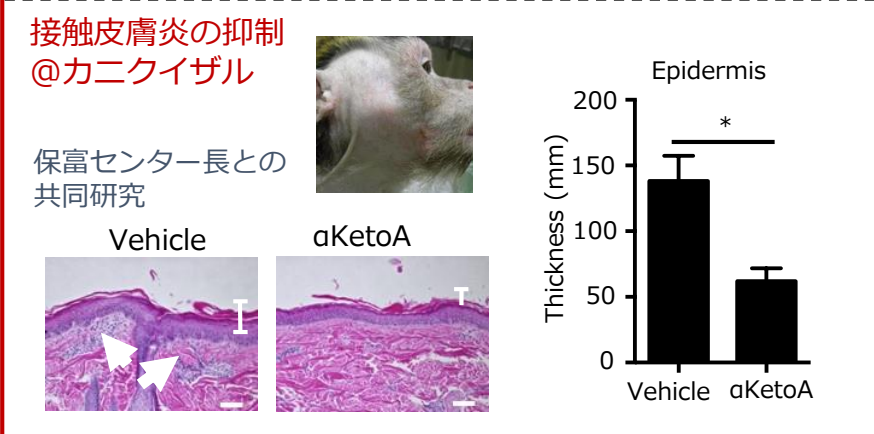 接触皮膚炎の抑制
@カニクイザル
保富センター長との
共同研究
Vehicle
αKetoA
Epidermis
Thickness (mm)
200
150
100
50
0
*
Vehicle
αKetoA